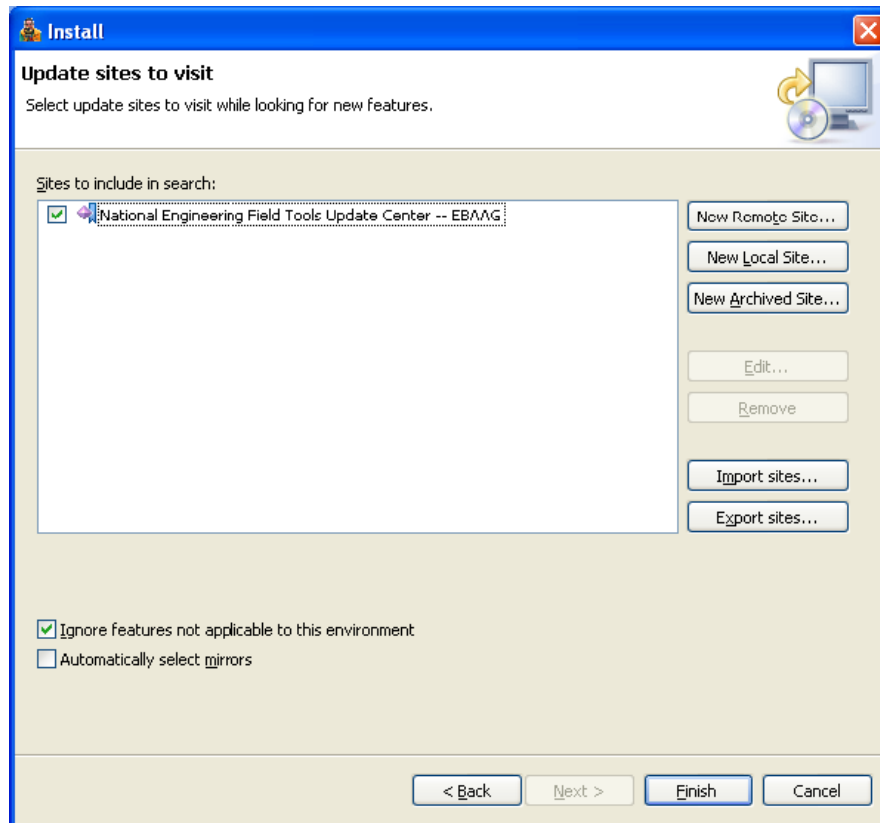 Install
Update sites to visit
Select update sites to visit while looking for new features.
Sites to include in search:
National Engineering Field Tools Update Center -- EBAAG
New Remote Site...
New Local Site...
New Archived Site...
Edit...
Remove
Import sites...
Export sites...
Ignore features not applicable to this environment
Automatically select mirrors
< Back
Next >
Finish
Cancel